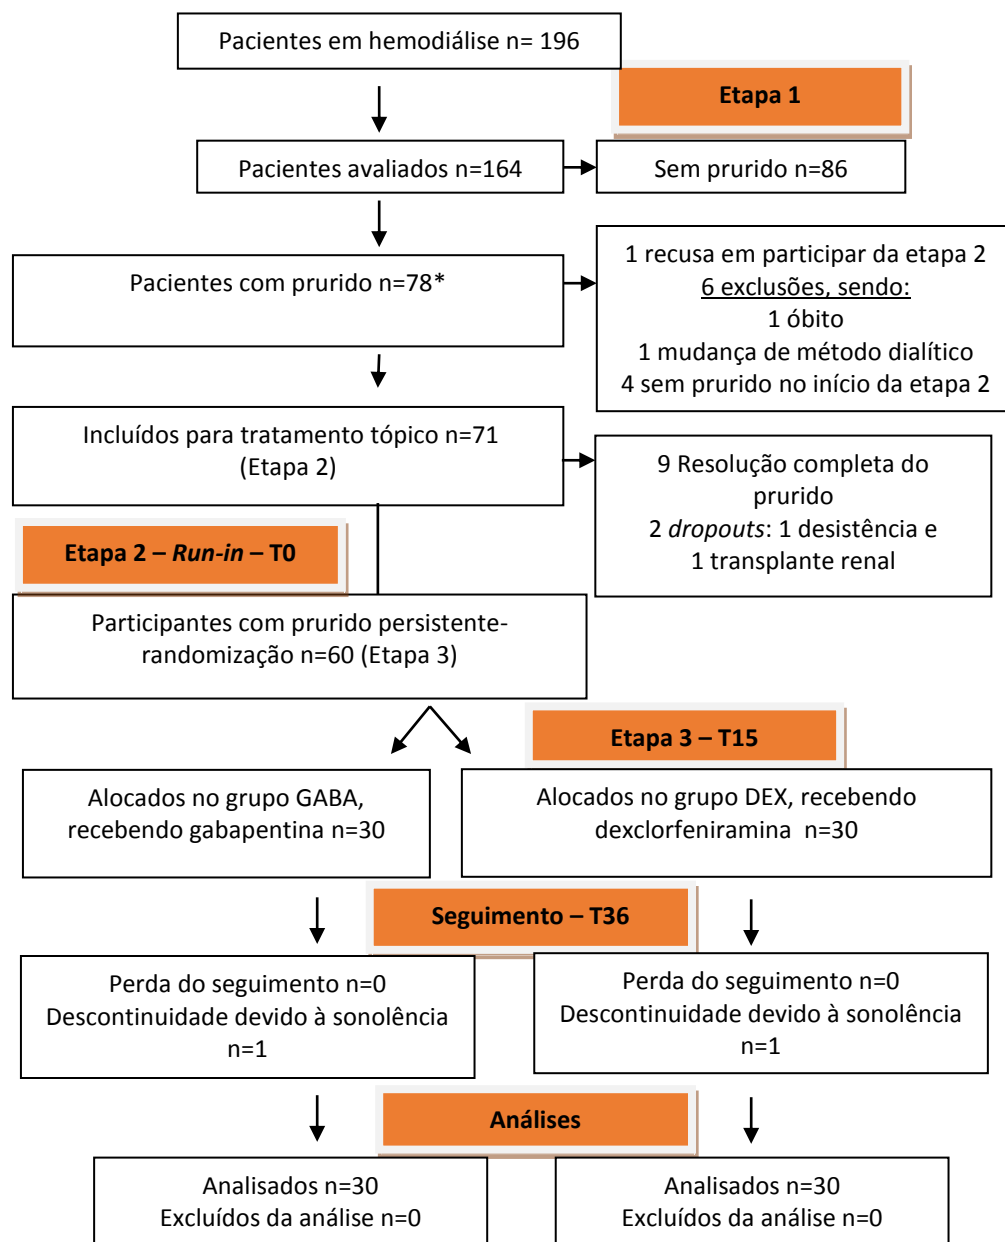 Pacientes em hemodiálise n= 196
Etapa 1
Pacientes avaliados n=164
Sem prurido n=86
Pacientes com prurido n=78*
1 recusa em participar da etapa 2
6 exclusões, sendo:
1 óbito
1 mudança de método dialítico
4 sem prurido no início da etapa 2
Incluídos para tratamento tópico n=71
(Etapa 2)
9 Resolução completa do
prurido
2 dropouts: 1 desistência e
1 transplante renal
Etapa 2 – Run-in – T0
Participantes com prurido persistente-
randomização n=60 (Etapa 3)
Etapa 3 – T15
Alocados no grupo GABA,
recebendo gabapentina n=30
Alocados no grupo DEX, recebendo
dexclorfeniramina n=30
Seguimento – T36
Perda do seguimento n=0
Descontinuidade devido à sonolência
n=1
Perda do seguimento n=0
Descontinuidade devido à sonolência
n=1
Análises
Analisados n=30
Excluídos da análise n=0
Analisados n=30
Excluídos da análise n=0